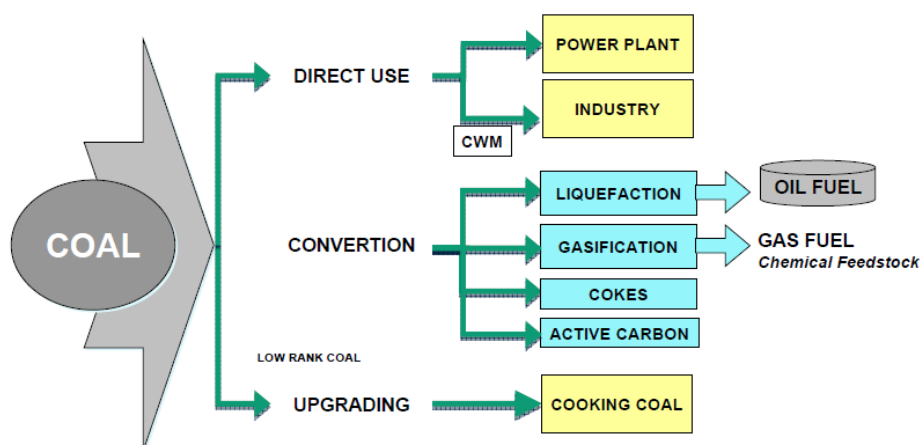 COAL
DIRECT USE
POWER PLANT
INDUSTRY
CWM
CONVERTION
LIQUEFACTION
OIL FUEL
GASIFICATION
GAS FUEL
Chemical Feedstock
COKES
ACTIVE CARBON
LOW RANK COAL
UPGRADING
COOKING COAL